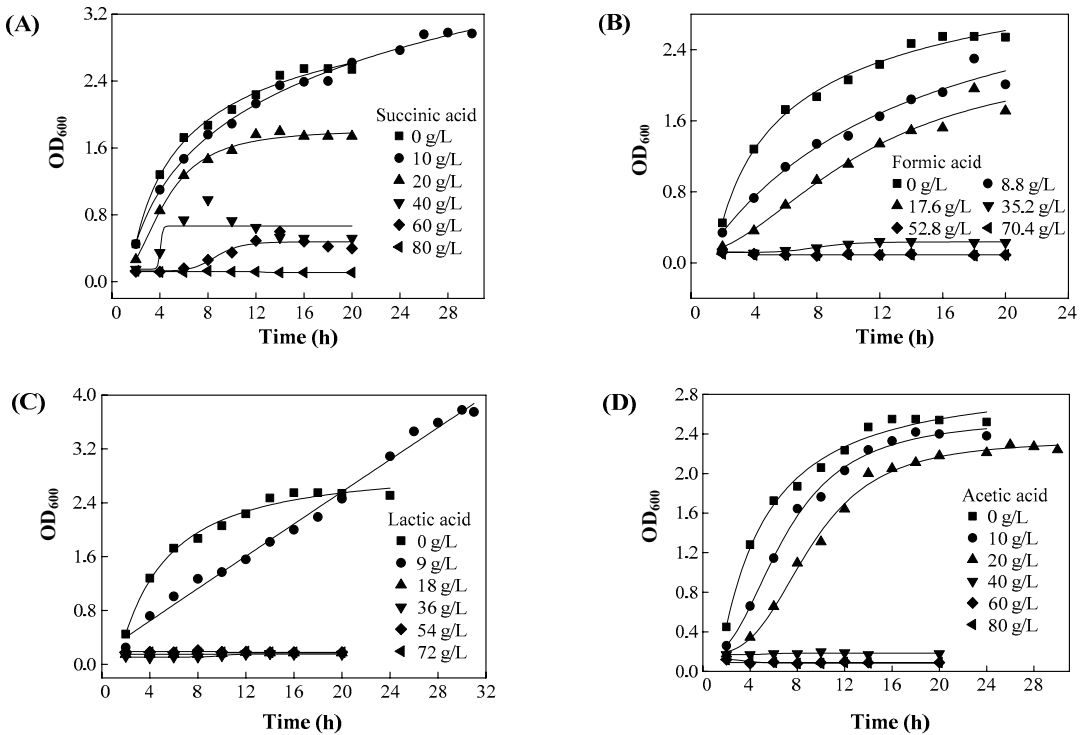 (A)
OD600
3.2
2.4
1.6
0.8
0.0
0 4 8 12 16 20 24 28
Time (h)
Succinic acid
0 g/L
10 g/L
20 g/L
40 g/L
60 g/L
80 g/L
(B)
OD600
2.4
1.6
0.8
0.0
0 4 8 12 16 20 24
Time (h)
Formic acid
0 g/L 8.8 g/L
17.6 g/L 35.2 g/L
52.8 g/L 70.4 g/L
(C)
OD600
4.0
3.2
2.4
1.6
0.8
0.0
0 4 8 12 16 20 24 28 32
Time (h)
Lactic acid
0 g/L
9 g/L
18 g/L
36 g/L
54 g/L
72 g/L
(D)
OD600
2.8
2.4
2.0
1.6
1.2
0.8
0.4
0.0
0 4 8 12 16 20 24 28
Time (h)
Acetic acid
0 g/L
10 g/L
20 g/L
40 g/L
60 g/L
80 g/L